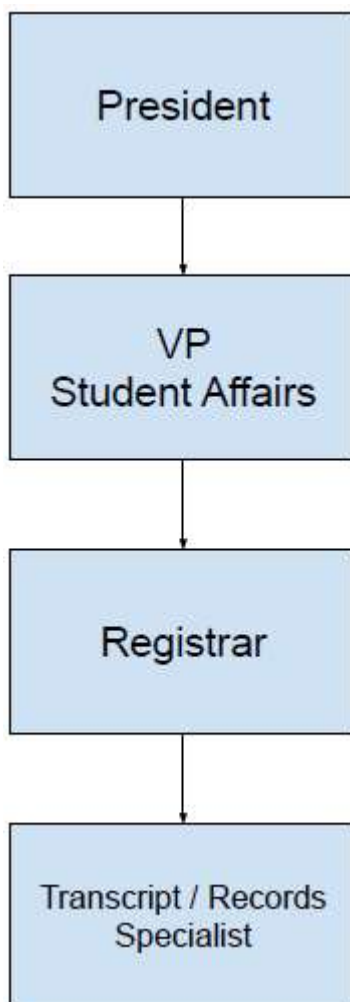 President
VP
Student Affairs
Registrar
Transcript / Records
Specialist